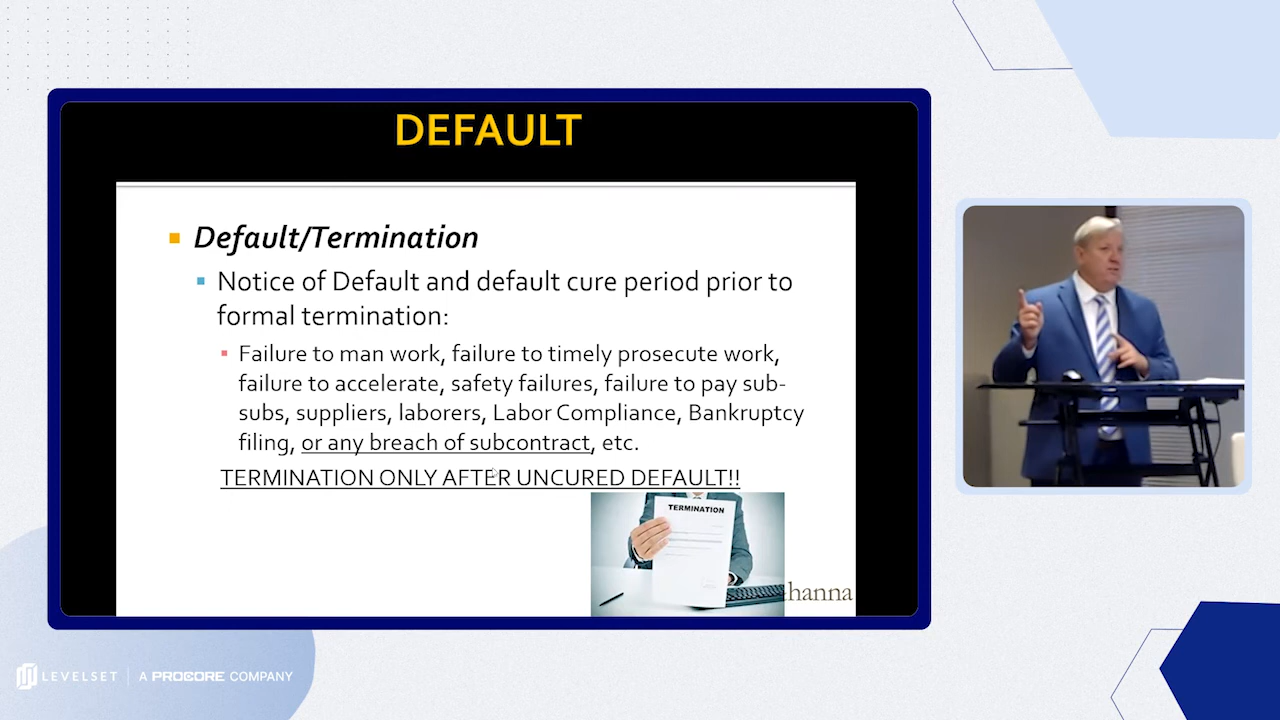 DEFAULT
Default/Termination
Notice of Default and default cure period prior to
formal termination:
Failure to man work, failure to timely prosecute work,
failure to accelerate, safety failures, failure to pay sub-
subs, suppliers, laborers, Labor Compliance, Bankruptcy
filing, or any breach of subcontract, etc.
TERMINATION ONLY AFTER UNCURED DEFAULT!!
TERMINATION
hanna
LEVELSET | A PROCORE COMPANY